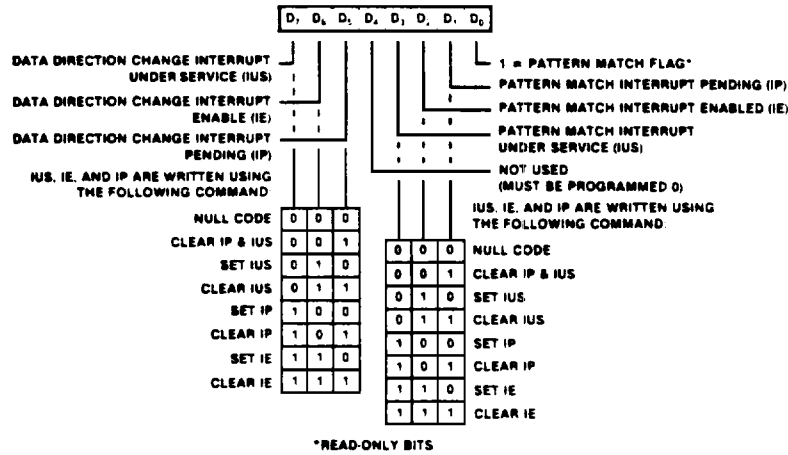 D₇ D₆ D₅ D₄ D₃ D₂ D₁ D₀
DATA DIRECTION CHANGE INTERRUPT
UNDER SERVICE (IUS)
DATA DIRECTION CHANGE INTERRUPT
ENABLE (IE)
DATA DIRECTION CHANGE INTERRUPT
PENDING (IP)
IUS, IE, AND IP ARE WRITTEN USING
THE FOLLOWING COMMAND
NULL CODE 0 0 0
CLEAR IP & IUS 0 0 1
SET IUS 0 1 0
CLEAR IUS 0 1 1
SET IP 1 0 0
CLEAR IP 1 0 1
SET IE 1 1 0
CLEAR IE 1 1 1
1 = PATTERN MATCH FLAG*
PATTERN MATCH INTERRUPT PENDING (IP)
PATTERN MATCH INTERRUPT ENABLED (IE)
PATTERN MATCH INTERRUPT
UNDER SERVICE (IUS)
NOT USED
(MUST BE PROGRAMMED 0)
IUS, IE, AND IP ARE WRITTEN USING
THE FOLLOWING COMMAND:
0 0 0 NULL CODE
0 0 1 CLEAR IP & IUS
0 1 0 SET IUS
0 1 1 CLEAR IUS
1 0 0 SET IP
1 0 1 CLEAR IP
1 1 0 SET IE
1 1 1 CLEAR IE
*READ-ONLY BITS